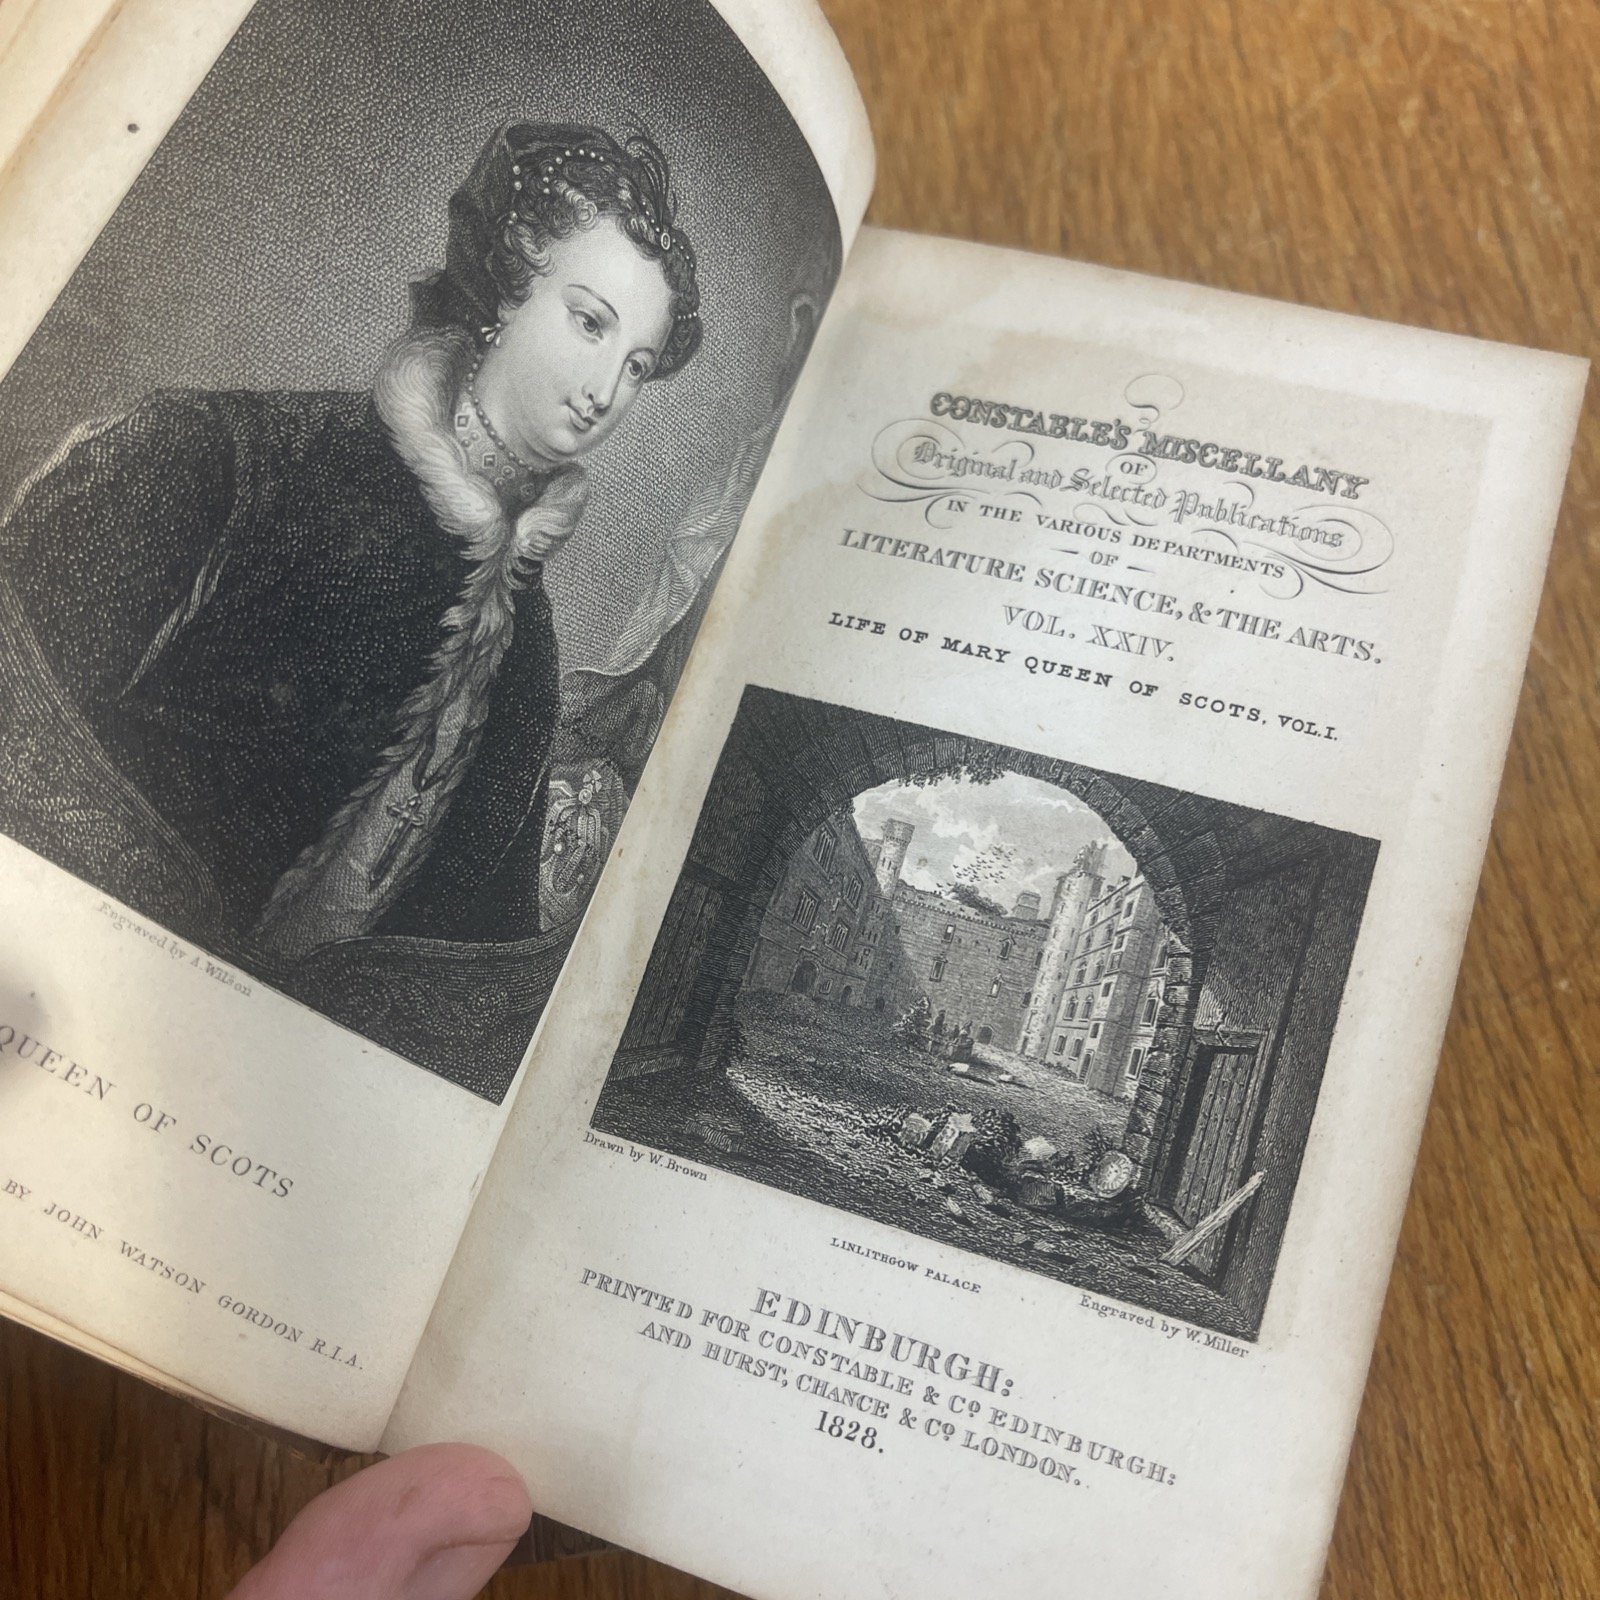 Engraved by A. Wilson
QUEEN OF SCOTS
BY JOHN WATSON GORDON R.I.A.
CONSTABLE'S MISCELLANY
OF
Original and Selected Publications
IN THE VARIOUS DEPARTMENTS
OF
LITERATURE SCIENCE, & THE ARTS.
VOL. XXIV.
LIFE OF MARY QUEEN OF SCOTS, VOL. I.
Drawn by W. Brown
LINLITHGOW PALACE
Engraved by W. Miller
EDINBURGH:
PRINTED FOR CONSTABLE & Co EDINBURGH:
AND HURST, CHANCE & Co LONDON.
1828.